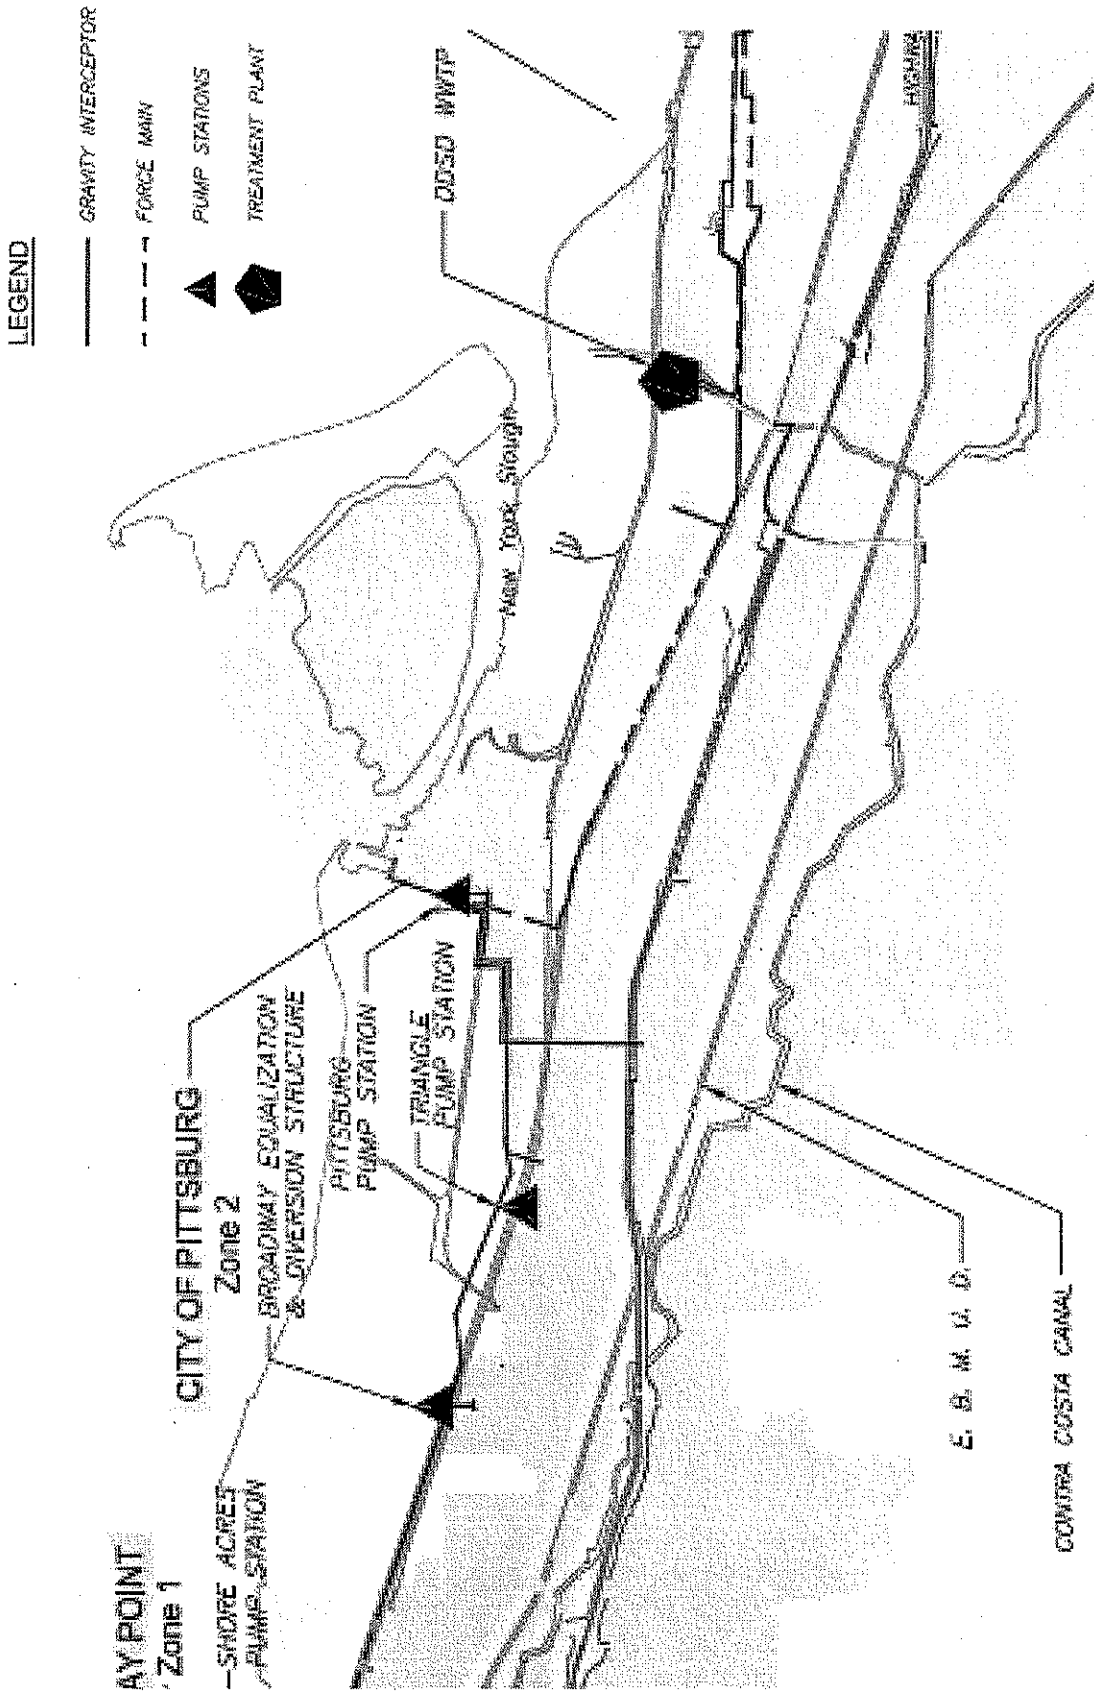 LEGEND
GRAVITY INTERCEPTOR
FORCE MAIN
PUMP STATIONS
TREATMENT PLANT
DDSD WWTP
New York Slough
CITY OF PITTSBURG
Zone 2
BROADWAY EQUALIZATION
& DIVERSION STRUCTURE
PITTSBURG
PUMP STATION
TRIANGLE
PUMP STATION
AY POINT
Zone 1
SHORE ACRES
PUMP STATION
E. B. M. U. D.
CONTRA COSTA CANAL